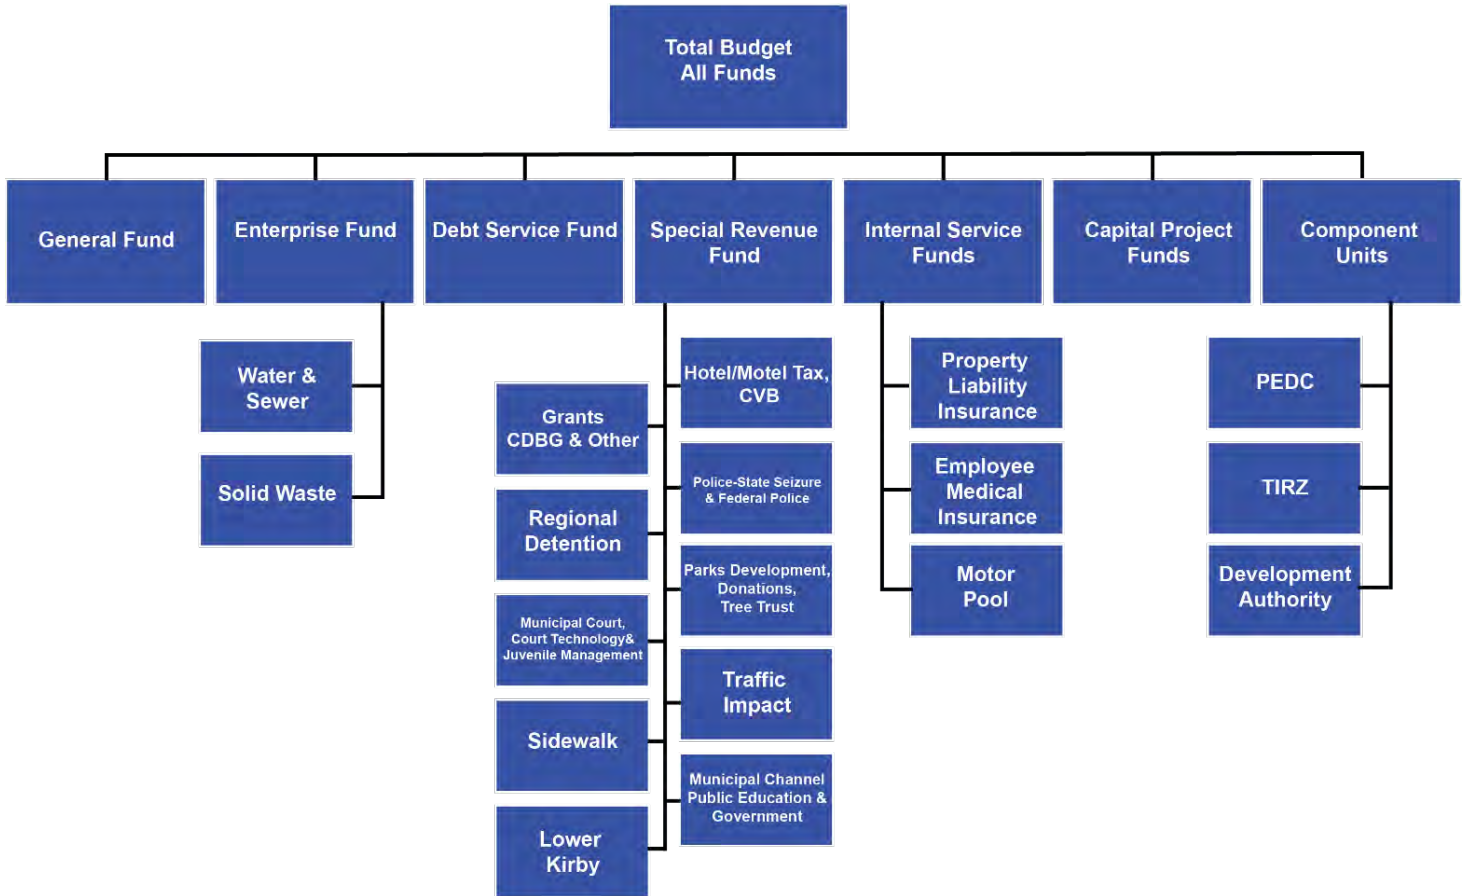 Total Budget
All Funds
General Fund
Enterprise Fund
Debt Service Fund
Special Revenue
Fund
Internal Service
Funds
Capital Project
Funds
Component
Units
Water &
Sewer
Solid Waste
Grants
CDBG & Other
Regional
Detention
Municipal Court,
Court Technology&
Juvenile Management
Sidewalk
Lower
Kirby
Hotel/Motel Tax,
CVB
Police-State Seizure
& Federal Police
Parks Development,
Donations,
Tree Trust
Traffic
Impact
Municipal Channel
Public Education &
Government
Property
Liability
Insurance
Employee
Medical
Insurance
Motor
Pool
PEDC
TIRZ
Development
Authority